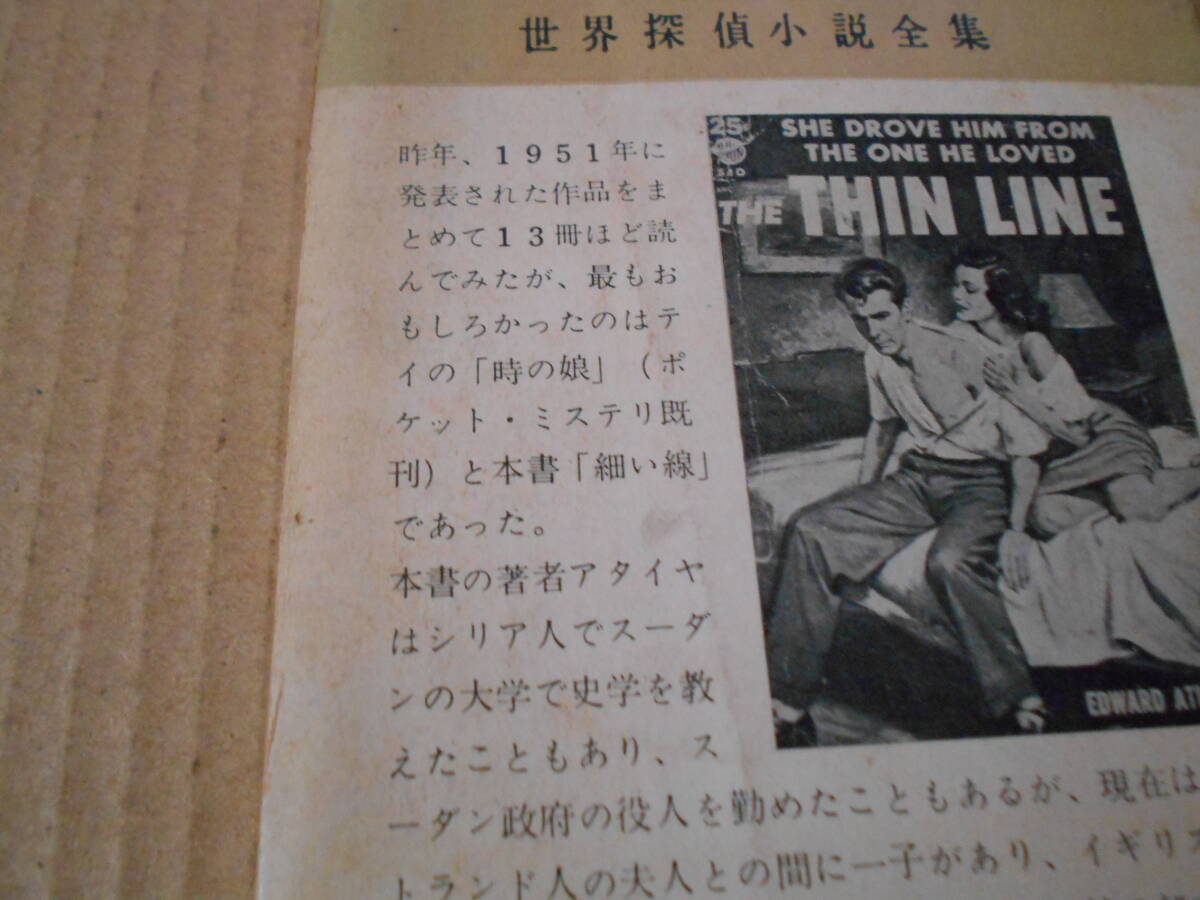 世界探偵小説全集
昨年、1951年に
発表された作品をま
とめて13冊ほど読
んでみたが、最もお
もしろかったのはテ
イの「時の娘」(ポ
ケット・ミステリ既
刊)と本書「細い線」
であった。
本書の著者アタイヤ
はシリア人でスーダ
ンの大学で史学を教
えたこともあり、ス
ーダン政府の役人を勤めたこともあるが、現在は
トランド人の夫人との間に一子があり、イギリス
25
SHE DROVE HIM FROM
THE ONE HE LOVED
THE THIN LINE
EDWARD